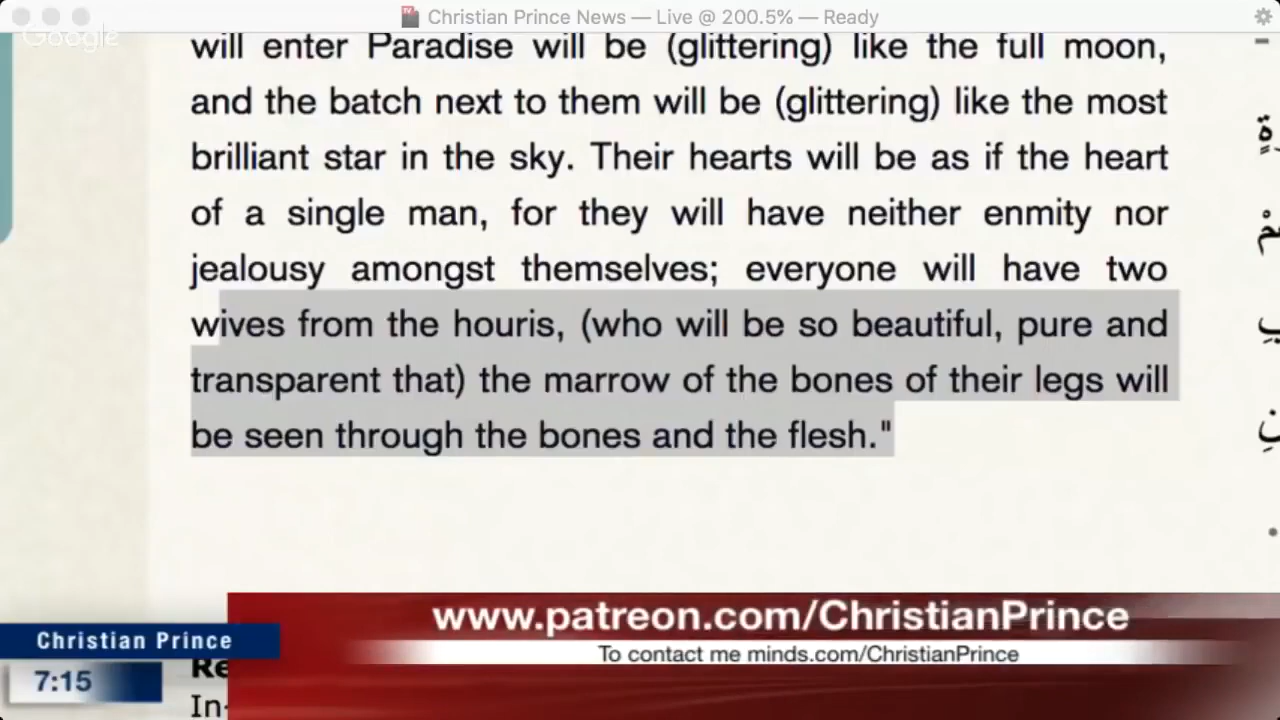 Christian Prince News — Live @ 200.5% — Ready
Google
will enter Paradise will be (glittering) like the full moon,
and the batch next to them will be (glittering) like the most
brilliant star in the sky. Their hearts will be as if the heart
of a single man, for they will have neither enmity nor
jealousy amongst themselves; everyone will have two
wives from the houris, (who will be so beautiful, pure and
transparent that) the marrow of the bones of their legs will
be seen through the bones and the flesh."
www.patreon.com/ChristianPrince
Christian Prince
To contact me minds.com/ChristianPrince
7:15
In-